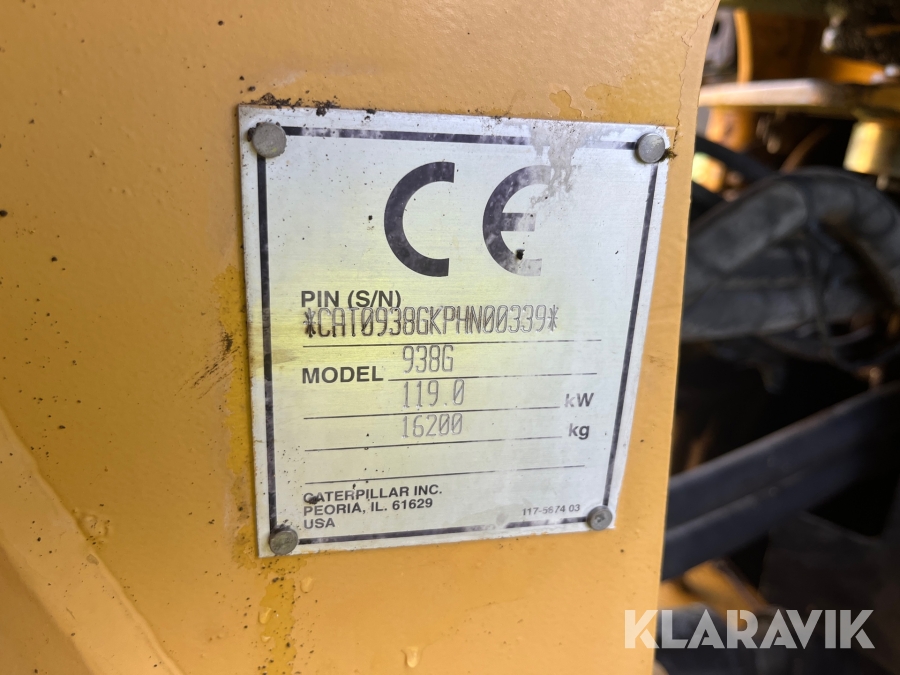 CE
PIN (S/N)
*CAT0938GKPHN00339*
MODEL 938G
119.0 kW
16200 kg
CATERPILLAR INC.
PEORIA, IL. 61629
USA
117-5674 03
KLARAVIK